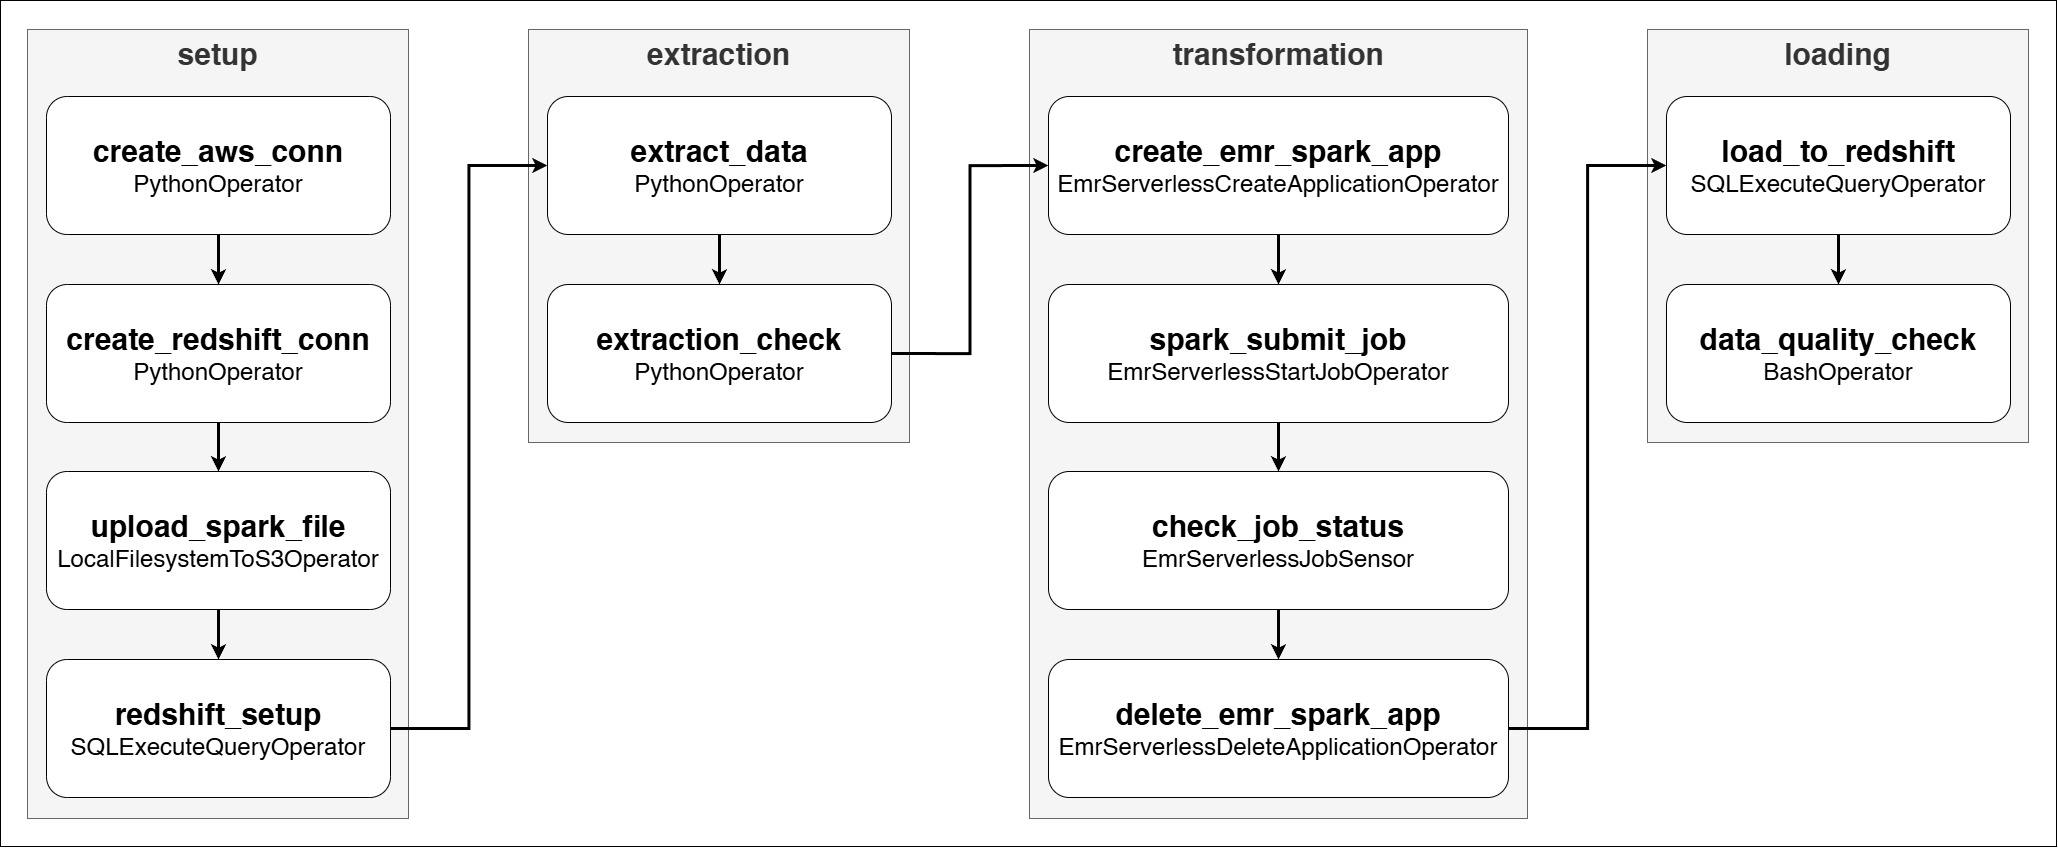 setup
create_aws_conn
PythonOperator
create_redshift_conn
PythonOperator
upload_spark_file
LocalFilesystemToS3Operator
redshift_setup
SQLExecuteQueryOperator
extraction
extract_data
PythonOperator
extraction_check
PythonOperator
transformation
create_emr_spark_app
EmrServerlessCreateApplicationOperator
spark_submit_job
EmrServerlessStartJobOperator
check_job_status
EmrServerlessJobSensor
delete_emr_spark_app
EmrServerlessDeleteApplicationOperator
loading
load_to_redshift
SQLExecuteQueryOperator
data_quality_check
BashOperator